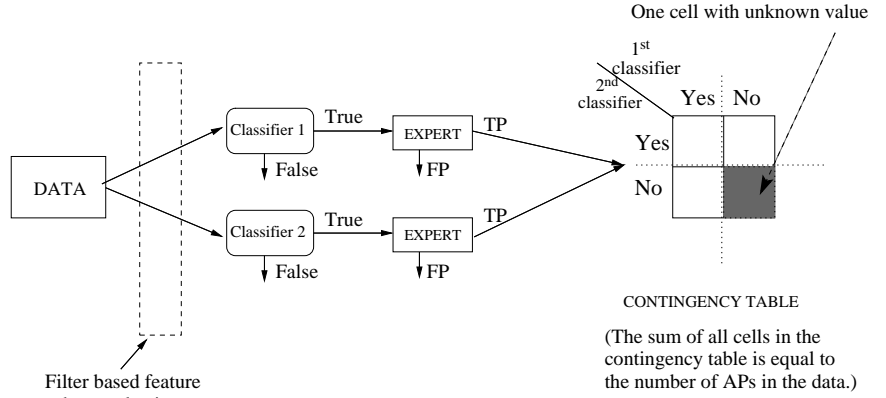 One cell with unknown value
1st
classifier
2nd
classifier
Yes No
Yes
No
DATA
Classifier 1
True
EXPERT
TP
False
FP
Classifier 2
True
EXPERT
TP
False
FP
CONTINGENCY TABLE
(The sum of all cells in the
contingency table is equal to
the number of APs in the data.)
Filter based feature